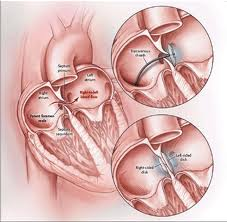 Septum
primum
Left
atrium
Right
atrium
Right-to-left
blood flow
Patent foramen
ovale
Septum
secundum
Transvenous
sheath
Right-sided
disk
Left-sided
disk